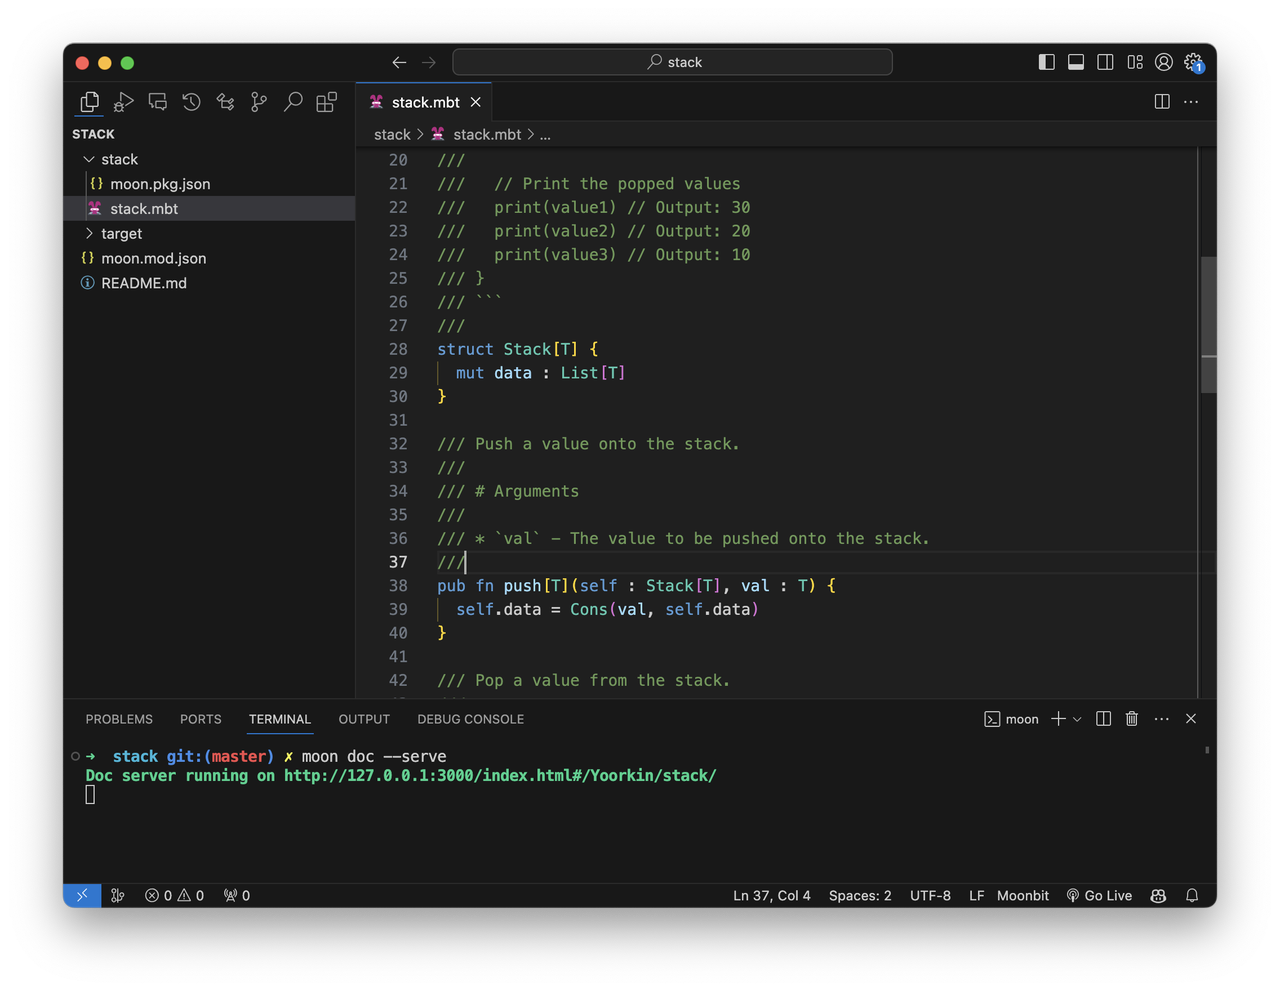 stack
STACK
stack
moon.pkg.json
stack.mbt
target
moon.mod.json
README.md
stack.mbt
stack > stack.mbt > ...
20 ///
21 ///   // Print the popped values
22 ///   print(value1) // Output: 30
23 ///   print(value2) // Output: 20
24 ///   print(value3) // Output: 10
25 /// }
26 /// ```
27 ///
28 struct Stack[T] {
29   mut data : List[T]
30 }
31
32 /// Push a value onto the stack.
33 ///
34 /// # Arguments
35 ///
36 /// * `val` - The value to be pushed onto the stack.
37 ///
38 pub fn push[T](self : Stack[T], val : T) {
39   self.data = Cons(val, self.data)
40 }
41
42 /// Pop a value from the stack.
PROBLEMS PORTS TERMINAL OUTPUT DEBUG CONSOLE moon
→ stack git:(master) ✗ moon doc --serve
Doc server running on http://127.0.0.1:3000/index.html#/Yoorkin/stack/
0 0 0 Ln 37, Col 4 Spaces: 2 UTF-8 LF Moonbit Go Live